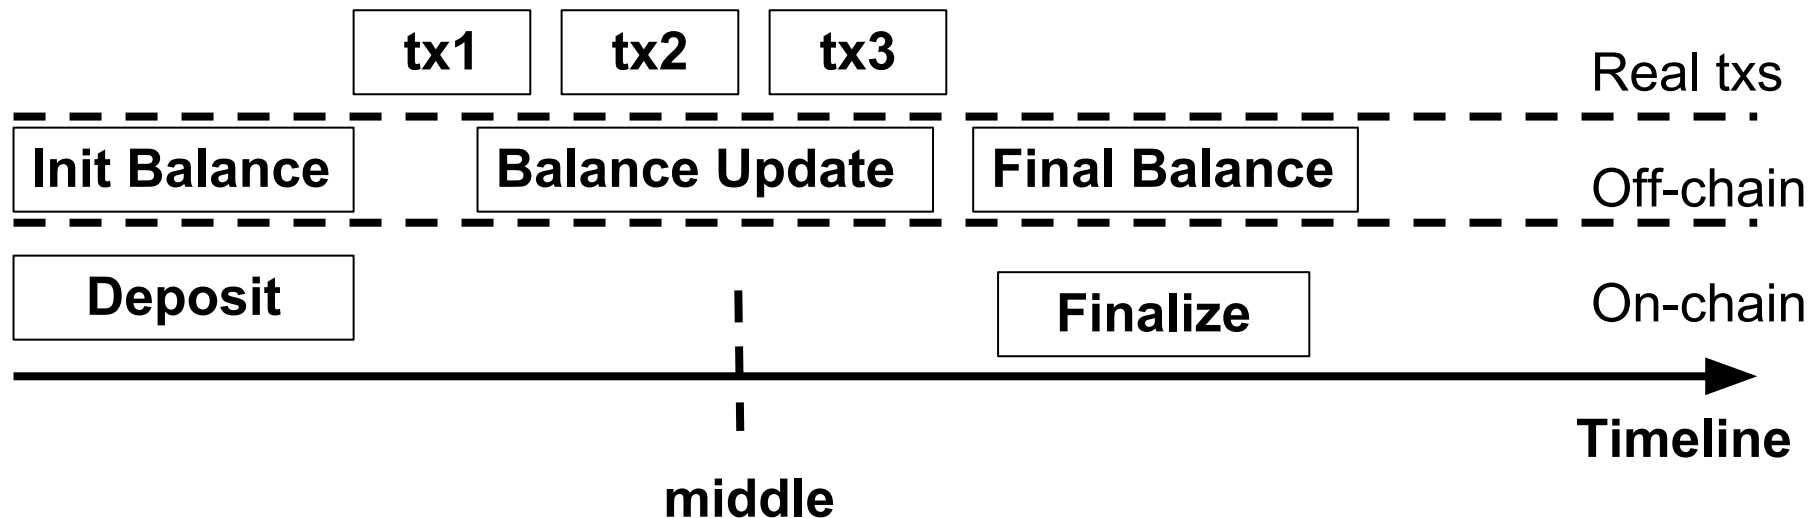 tx1 tx2 tx3 Real txs
Init Balance Balance Update Final Balance Off-chain
Deposit Finalize On-chain
Timeline
middle